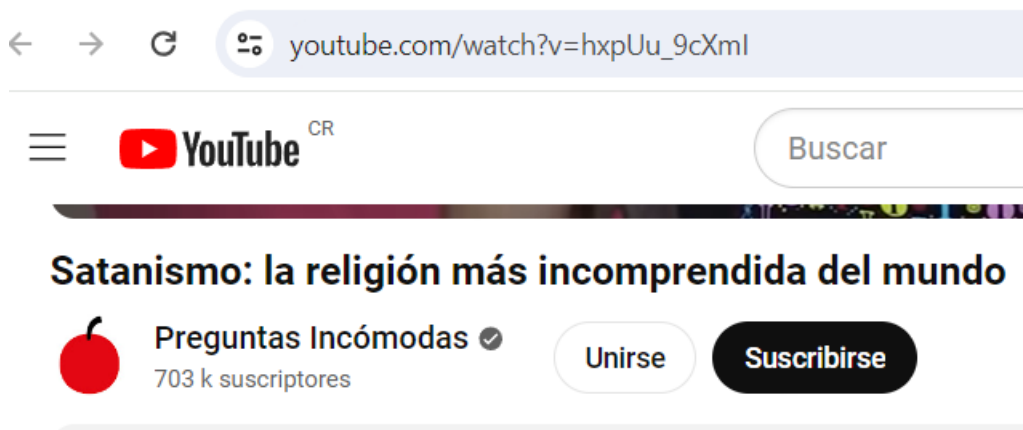 youtube.com/watch?v=hxpUu_9cXmI
YouTube CR
Buscar
Satanismo: la religión más incomprendida del mundo
Preguntas Incómodas
703 k suscriptores
Unirse
Suscribirse